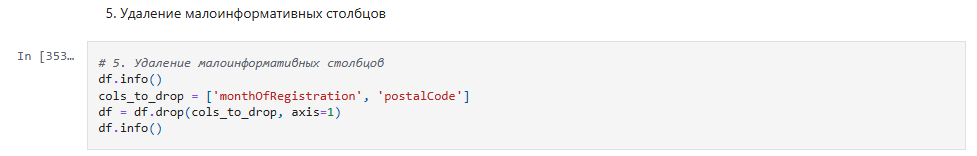 5. Удаление малоинформативных столбцов
In [353…
# 5. Удаление малоинформативных столбцов
df.info()
cols_to_drop = ['monthOfRegistration', 'postalCode']
df = df.drop(cols_to_drop, axis=1)
df.info()